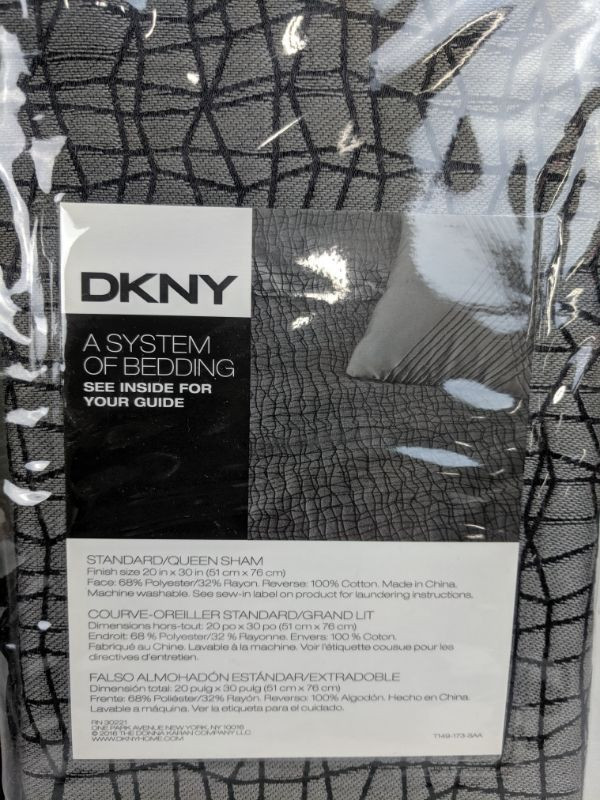 DKNY
A SYSTEM
OF BEDDING
SEE INSIDE FOR
YOUR GUIDE
STANDARD/QUEEN SHAM
Finish size 20 in x 30 in (51 cm x 76 cm)
Face: 68% Polyester/32% Rayon. Reverse: 100% Cotton. Made in China.
Machine washable. See sew-in label on product for laundering instructions.
COURVE-OREILLER STANDARD/GRAND LIT
Dimensions hors-tout: 20 po x 30 po (51 cm x 76 cm)
Endroit: 68 % Polyester/32 % Rayonne. Envers: 100 % Coton.
Fabriqué au Chine. Lavable à la machine. Voir l'étiquette cousue pour les
directives d'entretien.
FALSO ALMOHADÓN ESTÁNDAR/EXTRADOBLE
Dimensión total: 20 pulg x 30 pulg (51 cm x 76 cm)
Frente: 68% Poliéster/32% Rayón. Reverso: 100% Algodón. Hecho en China.
Lavable a máquina. Ver la etiqueta para el cuidado.
RN 30221
ONE PARK AVENUE NEW YORK, NY 10016
© 2016 THE DONNA KARAN COMPANY LLC
WWW.DKNYHOME.COM
T149-173-SAA